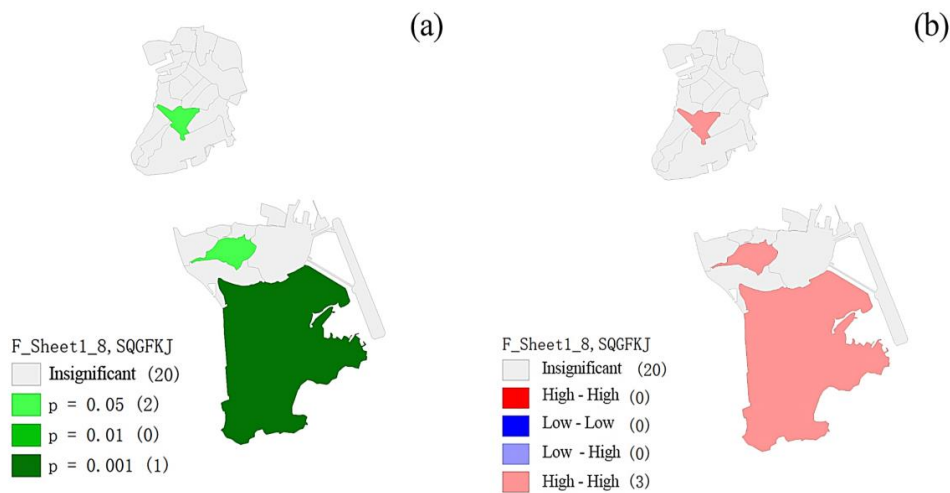 (a)
F_Sheet1_8, SQGFKJ
Insignificant (20)
p = 0.05 (2)
p = 0.01 (0)
p = 0.001 (1)
(b)
F_Sheet1_8, SQGFKJ
Insignificant (20)
High - High (0)
Low - Low (0)
Low - High (0)
High - High (3)